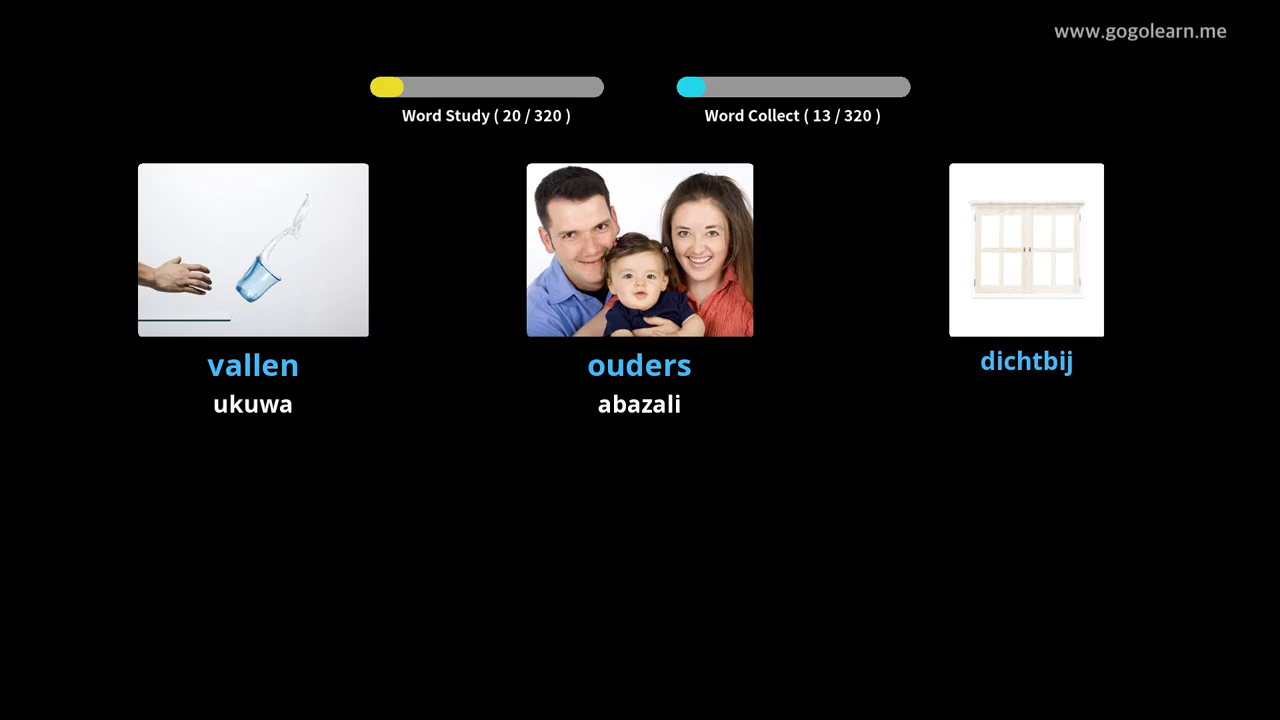 www.gogolearn.me
Word Study ( 20 / 320 )
Word Collect ( 13 / 320 )
vallen
ukuwa
ouders
abazali
dichtbij